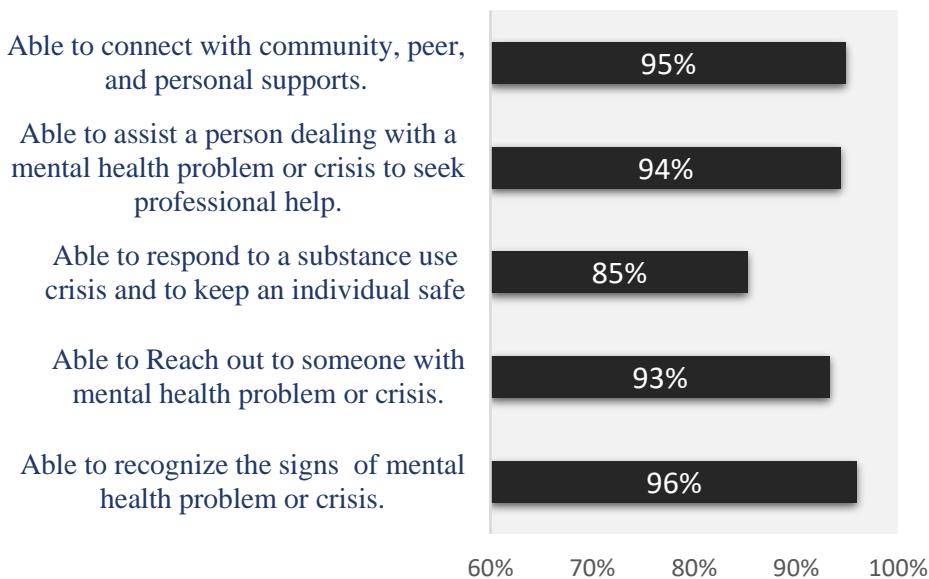 Able to connect with community, peer,
and personal supports.
95%
Able to assist a person dealing with a
mental health problem or crisis to seek
professional help.
94%
Able to respond to a substance use
crisis and to keep an individual safe
85%
Able to Reach out to someone with
mental health problem or crisis.
93%
Able to recognize the signs  of mental
health problem or crisis.
96%
60% 70% 80% 90% 100%